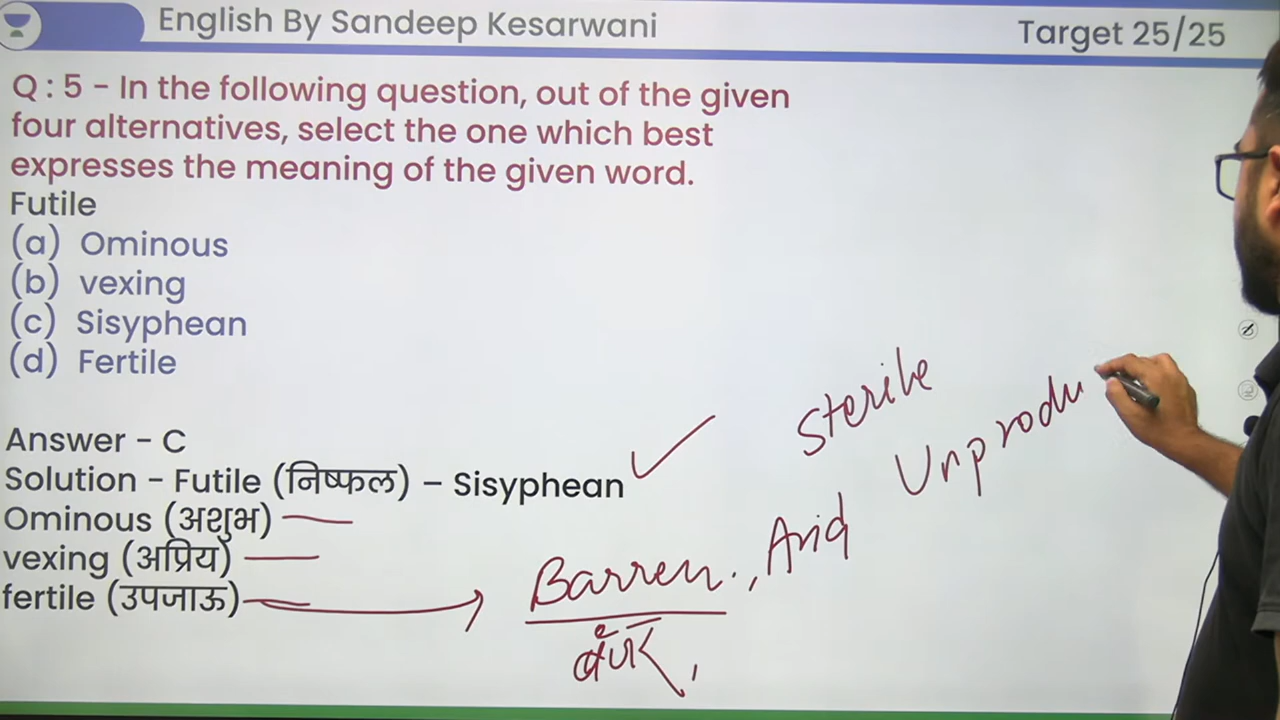 English By Sandeep Kesarwani
Target 25/25
Q : 5 - In the following question, out of the given
four alternatives, select the one which best
expresses the meaning of the given word.
Futile
(a) Ominous
(b) vexing
(c) Sisyphean
(d) Fertile
Answer - C
Solution - Futile (निष्फल) – Sisyphean
Ominous (अशुभ)
vexing (अप्रिय)
fertile (उपजाऊ)
Sterile
Unprodu
Barren., Arid